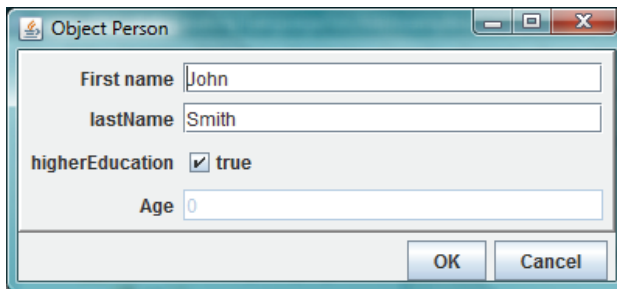 Object Person
First name John
lastName Smith
higherEducation true
Age 0
OK Cancel